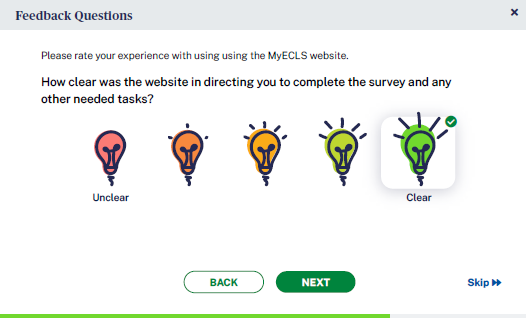 Feedback Questions
Please rate your experience with using using the MyECLS website.
How clear was the website in directing you to complete the survey and any
other needed tasks?
Unclear
Clear
BACK
NEXT
Skip